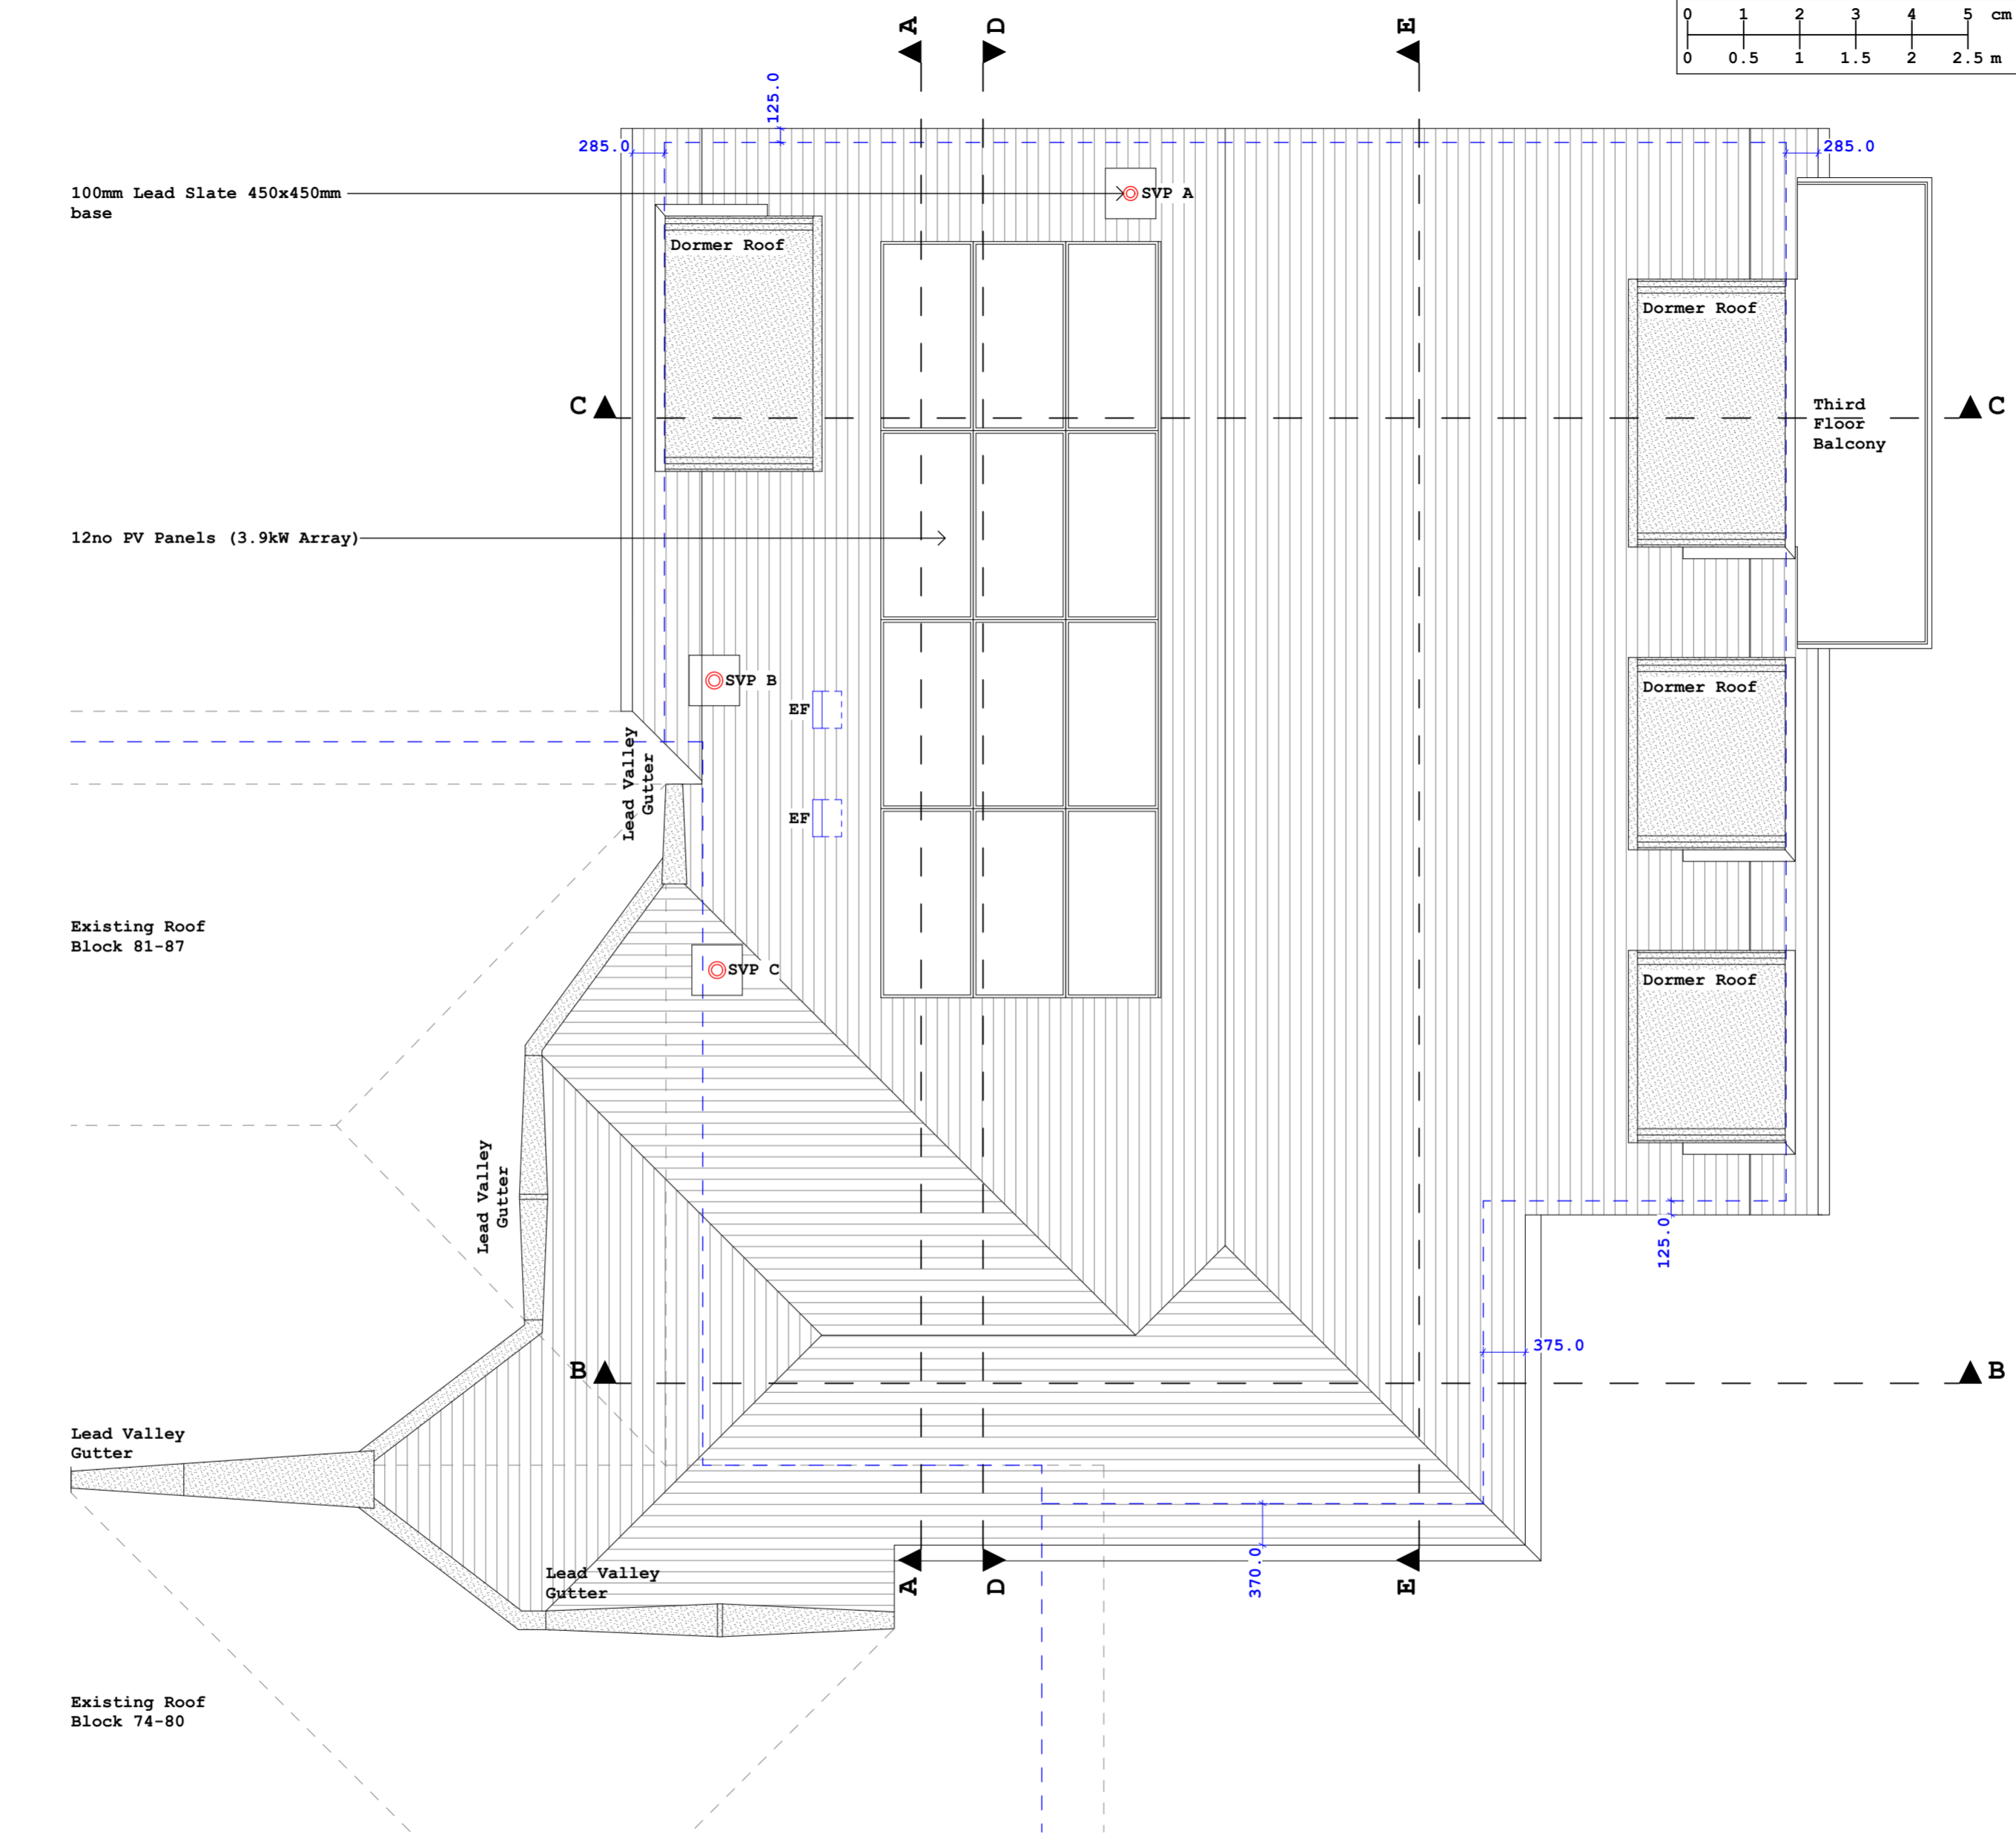 0 1 2 3 4 5 cm
0 0.5 1 1.5 2 2.5 m
A D E
125.0
285.0
285.0
100mm Lead Slate 450x450mm
base
SVP A
Dormer Roof
Dormer Roof
C
C
Third
Floor
Balcony
12no PV Panels (3.9kW Array)
SVP B
Dormer Roof
EF
Lead Valley
Gutter
EF
Existing Roof
Block 81-87
SVP C
Dormer Roof
Lead Valley
Gutter
125.0
375.0
B
B
Lead Valley
Gutter
Lead Valley
Gutter
370.0
A D E
Existing Roof
Block 74-80